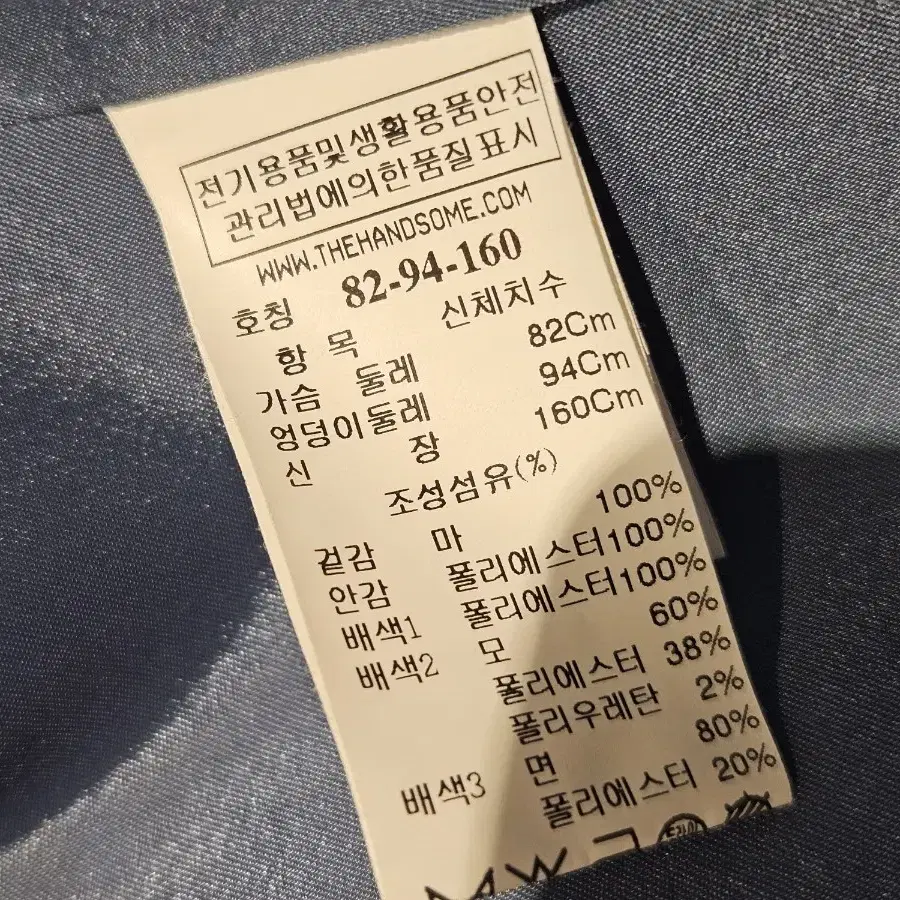 전기용품및생활용품안전
관리법에의한품질표시
WWW.THEHANDSOME.COM
호칭 82-94-160
항 목 신체치수
가슴 둘레 82Cm
엉덩이둘레 94Cm
신 장 160Cm
조성섬유(%)
겉감 마 100%
안감 폴리에스터100%
배색1 폴리에스터100%
배색2 모 60%
폴리에스터 38%
폴리우레탄 2%
배색3 면 80%
폴리에스터 20%
드라이